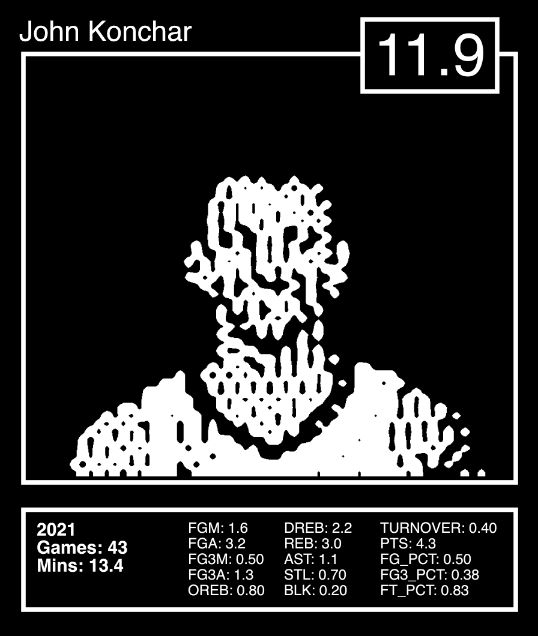 John Konchar
11.9
2021
Games: 43
Mins: 13.4
FGM: 1.6
FGA: 3.2
FG3M: 0.50
FG3A: 1.3
OREB: 0.80
DREB: 2.2
REB: 3.0
AST: 1.1
STL: 0.70
BLK: 0.20
TURNOVER: 0.40
PTS: 4.3
FG_PCT: 0.50
FG3_PCT: 0.38
FT_PCT: 0.83